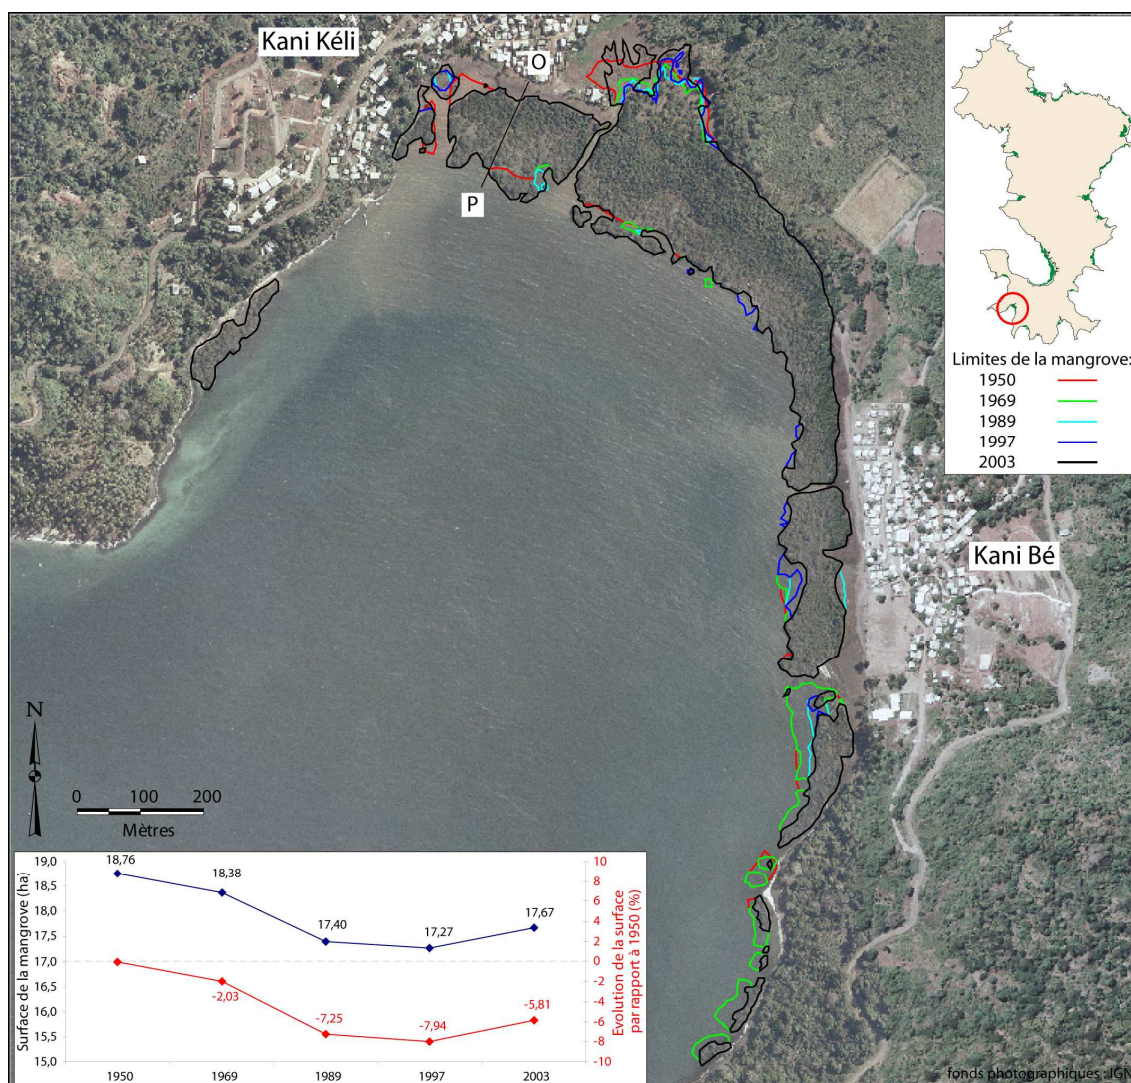 Kani Kéli
O
P
Limites de la mangrove:
1950
1969
1989
1997
2003
Kani Bé
N
0 100 200
Mètres
Surface de la mangrove (ha)
19,0
18,5
18,0
17,5
17,0
16,5
16,0
15,5
15,0
18,76
18,38
17,40
17,27
17,67
-2,03
-7,25
-7,94
-5,81
10
8
6
4
2
0
-2
-4
-6
-8
-10
Evolution de la surface
par rapport à 1950 (%)
1950 1969 1989 1997 2003
fonds photographiques : IGN